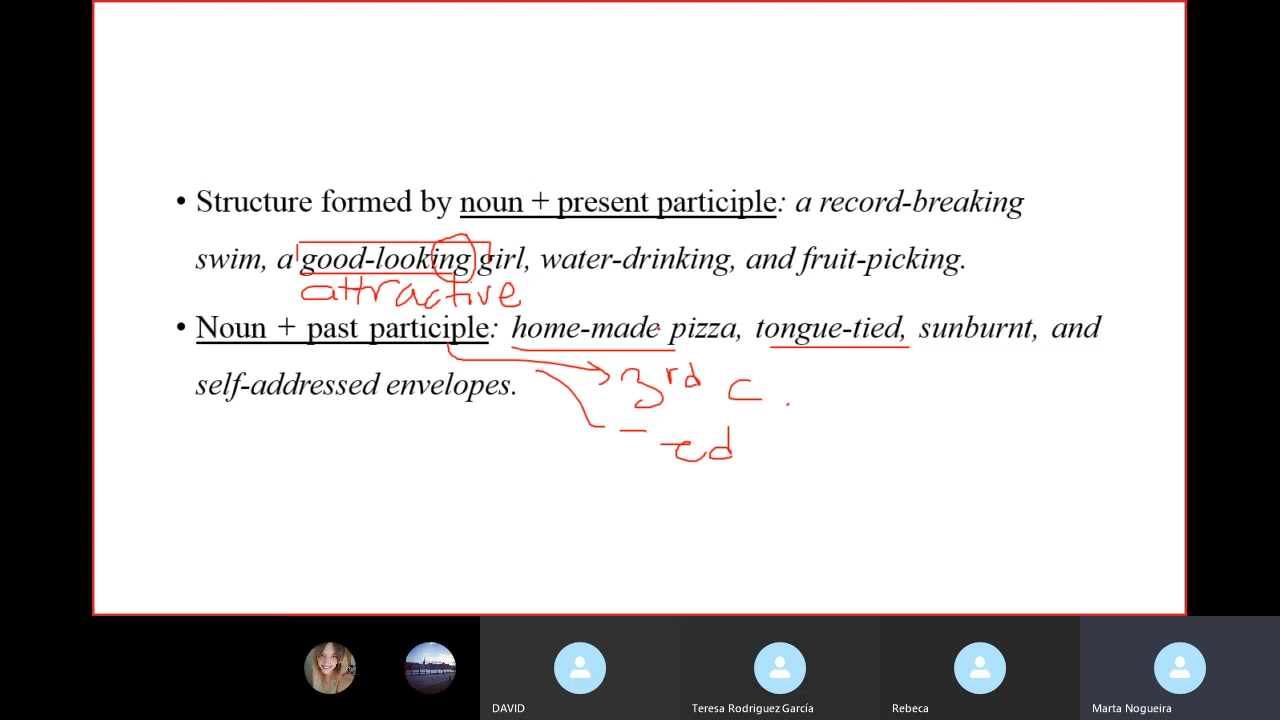 • Structure formed by noun + present participle: a record-breaking
swim, a good-looking girl, water-drinking, and fruit-picking.
attractive
• Noun + past participle: home-made pizza, tongue-tied, sunburnt, and
self-addressed envelopes.
3rd c
- ed
DAVID
Teresa Rodriguez García
Rebeca
Marta Nogueira